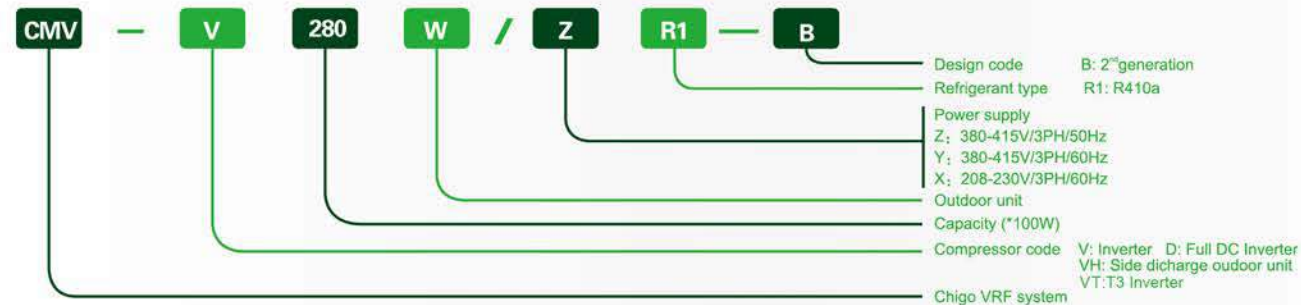 CMV — V 280 W / Z R1 — B
Design code B: 2ⁿᵈgeneration
Refrigerant type R1: R410a
Power supply
Z: 380-415V/3PH/50Hz
Y: 380-415V/3PH/60Hz
X: 208-230V/3PH/60Hz
Outdoor unit
Capacity (*100W)
Compressor code V: Inverter D: Full DC Inverter
VH: Side dicharge oudoor unit
VT:T3 Inverter
Chigo VRF system